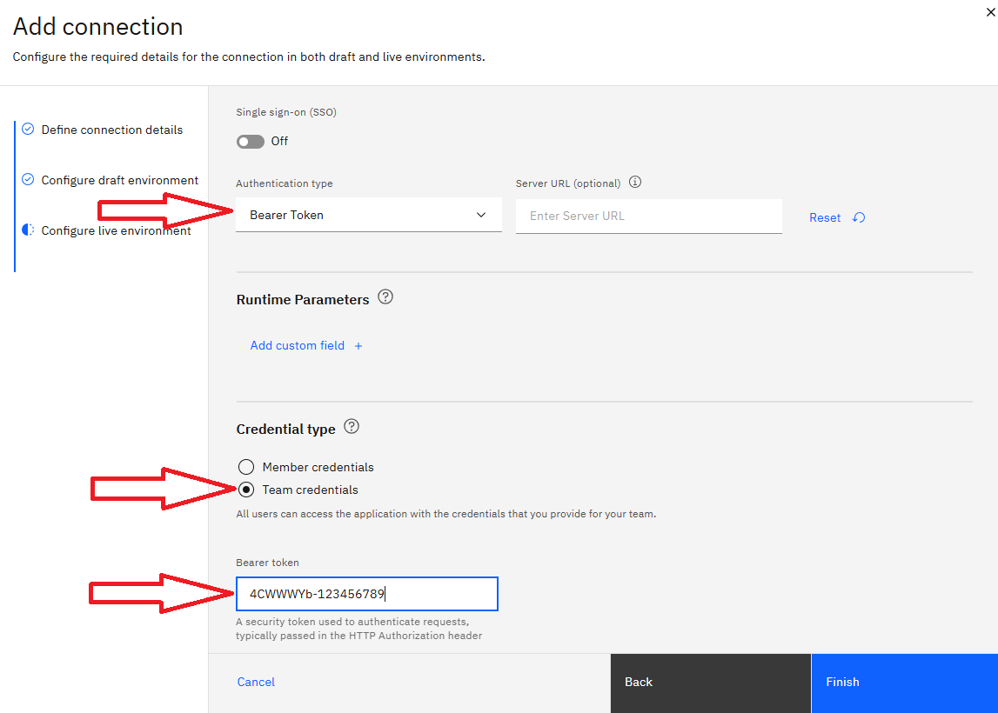 Add connection
Configure the required details for the connection in both draft and live environments.
Define connection details
Configure draft environment
Configure live environment
Single sign-on (SSO)
Off
Authentication type
Server URL (optional)
Bearer Token
Enter Server URL
Reset
Runtime Parameters
Add custom field +
Credential type
Member credentials
Team credentials
All users can access the application with the credentials that you provide for your team.
Bearer token
4CWWWYb-123456789
A security token used to authenticate requests,
typically passed in the HTTP Authorization header
Cancel
Back
Finish